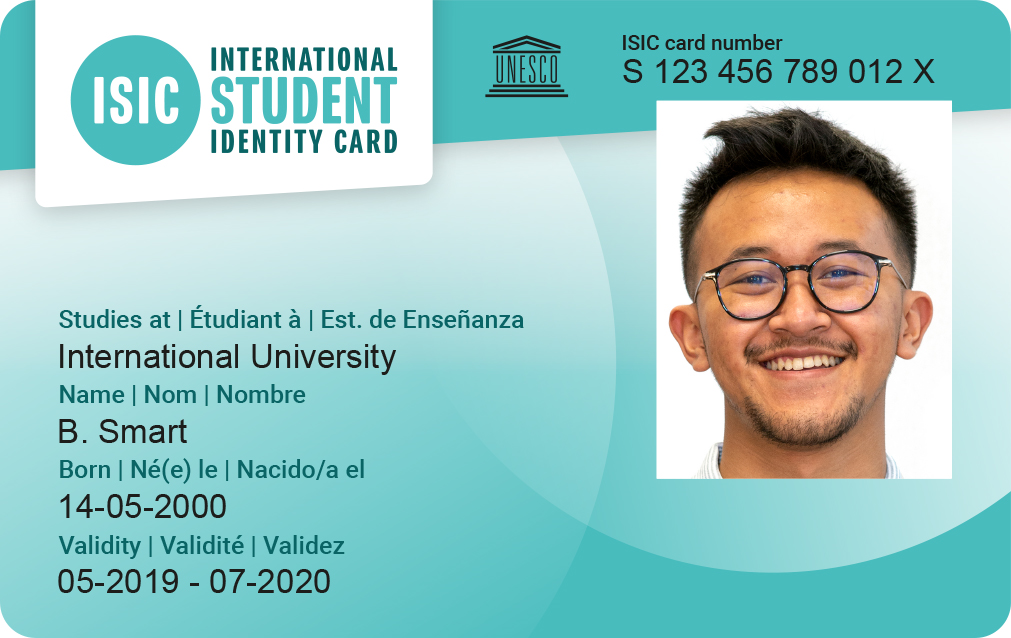 ISIC
INTERNATIONAL
STUDENT
IDENTITY CARD
UNESCO
ISIC card number
S 123 456 789 012 X
Studies at | Étudiant à | Est. de Enseñanza
International University
Name | Nom | Nombre
B. Smart
Born | Né(e) le | Nacido/a el
14-05-2000
Validity | Validité | Validez
05-2019 - 07-2020